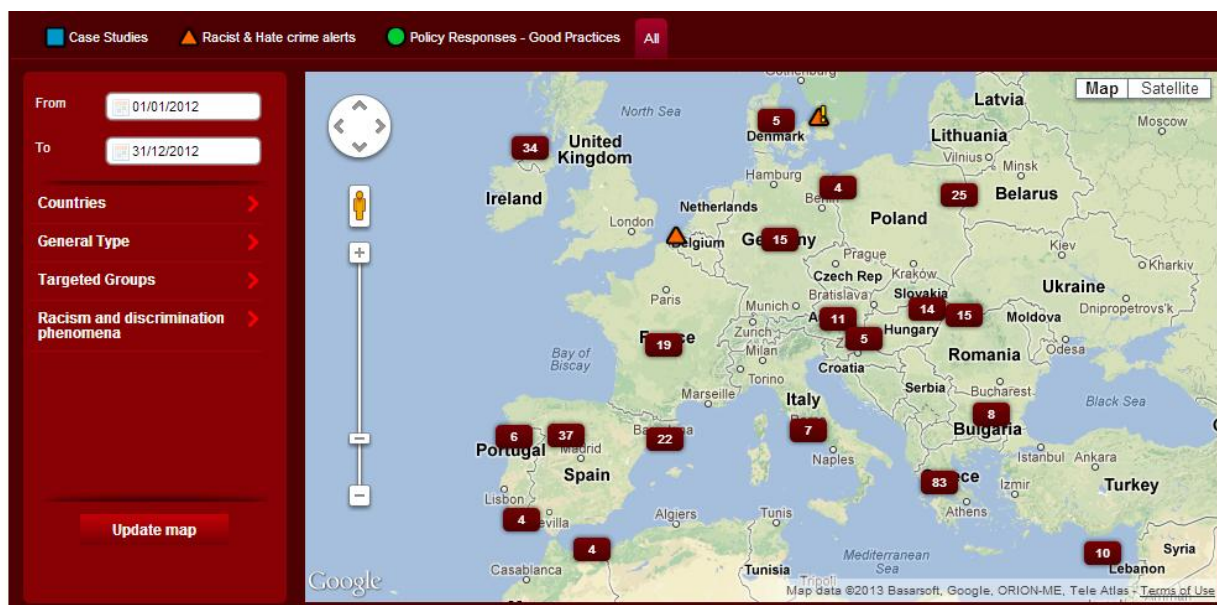 Case Studies
Racist & Hate crime alerts
Policy Responses - Good Practices
All
From
01/01/2012
To
31/12/2012
Countries
General Type
Targeted Groups
Racism and discrimination
phenomena
Update map
Map
Satellite
North Sea
Latvia
Moscow
5
Denmark
Lithuania
34
United
Kingdom
Vilnius
Minsk
Hamburg
4
25
Belarus
Ireland
Netherlands
Poland
London
Belgium
15
Prague
Kiev
Kharkiv
Czech Rep
Kraków
Ukraine
Paris
Munich
Bratislava
Slovakia
14
15
Moldova
Dnipropetrovs'k
11
Zurich
Hungary
5
19
Milan
Odesa
Bay of
Biscay
Croatia
Romania
Torino
Serbia
Bucharest
Marseille
Italy
Black Sea
8
Bulgaria
6
37
22
7
Portugal
Madrid
Naples
Istanbul
Ankara
Spain
83
Izmir
Turkey
Lisbon
Athens
4
Algiers
Tunis
4
10
Syria
Mediterranean
Sea
Lebanon
Casablanca
Tunisia
Tripoli
Google
Map data ©2013 Basarsoft, Google, ORION-ME, Tele Atlas - Terms of Use